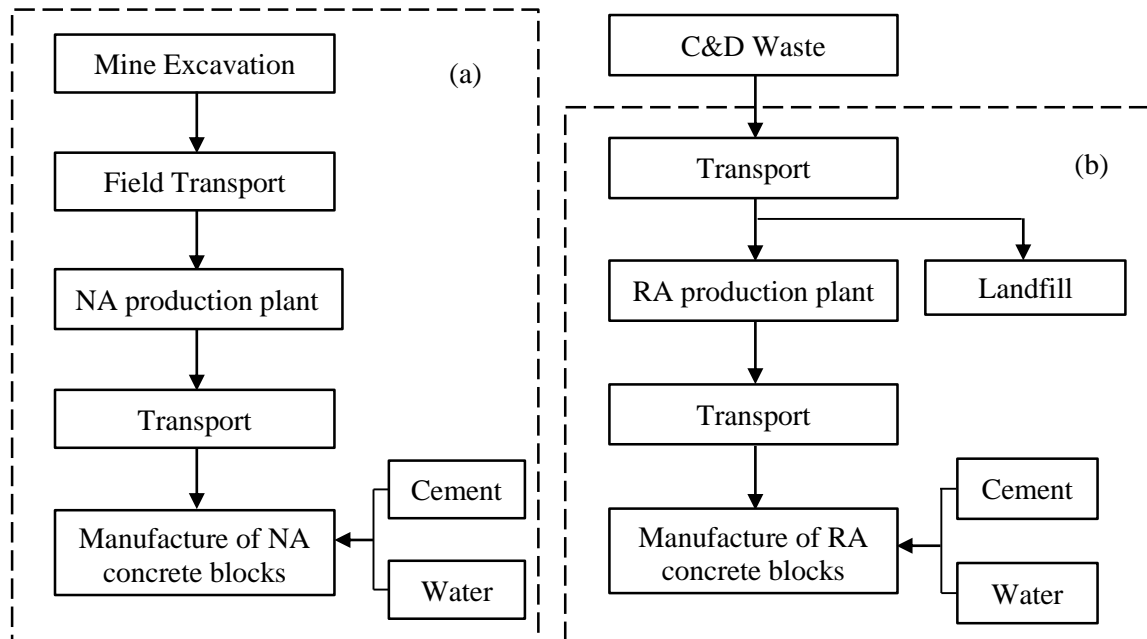 Mine Excavation
(a)
Field Transport
NA production plant
Transport
Cement
Manufacture of NA
concrete blocks
Water
C&D Waste
Transport
(b)
RA production plant
Landfill
Transport
Cement
Manufacture of RA
concrete blocks
Water